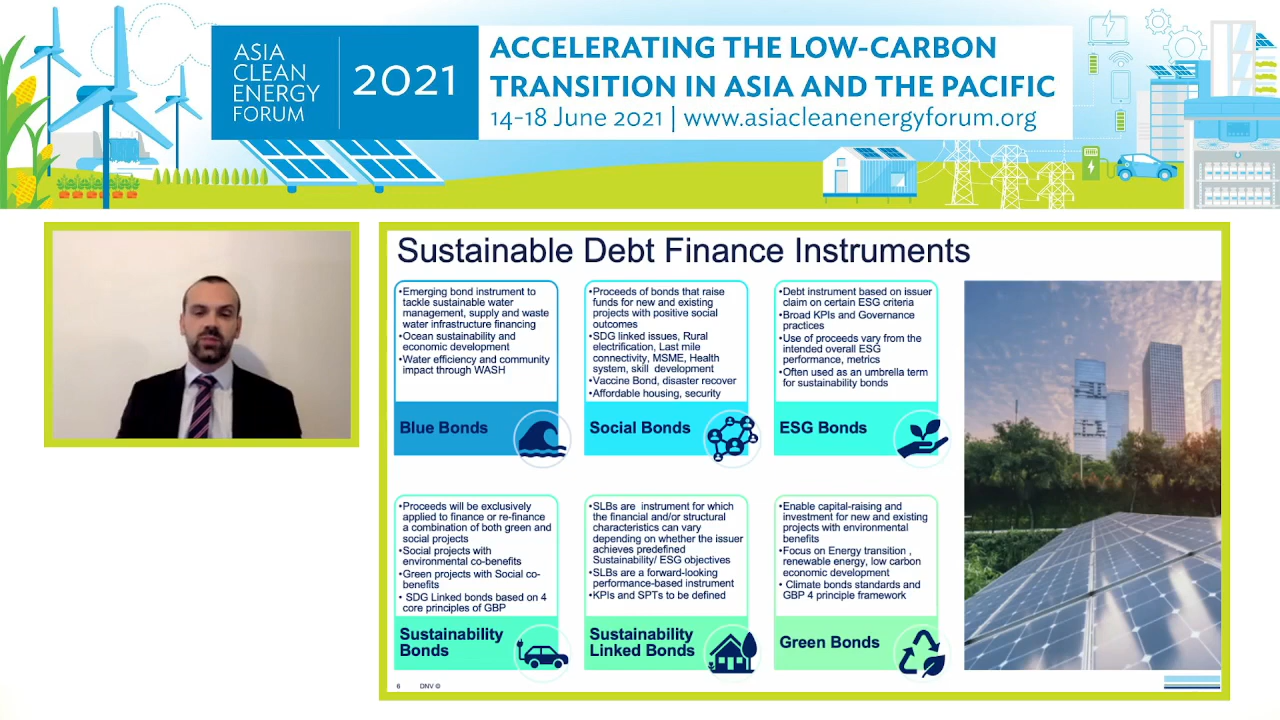 ASIA
CLEAN
ENERGY
FORUM
2021
ACCELERATING THE LOW-CARBON
TRANSITION IN ASIA AND THE PACIFIC
14-18 June 2021 | www.asiacleanenergyforum.org
Sustainable Debt Finance Instruments
•Emerging bond instrument to
tackle sustainable water
management, supply and waste
water infrastructure financing
•Ocean sustainability and
economic development
•Water efficiency and community
impact through WASH
Blue Bonds
•Proceeds of bonds that raise
funds for new and existing
projects with positive social
outcomes
•SDG linked issues, Rural
electrification, Last mile
connectivity, MSME, Health
system, skill development
•Vaccine Bond, disaster recover
•Affordable housing, security
Social Bonds
•Debt instrument based on issuer
claim on certain ESG criteria
•Broad KPIs and Governance
practices
•Use of proceeds vary from the
intended overall ESG
performance, metrics
•Often used as an umbrella term
for sustainability bonds
ESG Bonds
•Proceeds will be exclusively
applied to finance or re-finance
a combination of both green and
social projects
•Social projects with
environmental co-benefits
•Green projects with Social co-
benefits
• SDG Linked bonds based on 4
core principles of GBP
Sustainability
Bonds
•SLBs are instrument for which
the financial and/or structural
characteristics can vary
depending on whether the issuer
achieves predefined
Sustainability/ ESG objectives
•SLBs are a forward-looking
performance-based instrument
•KPIs and SPTs to be defined
Sustainability
Linked Bonds
•Enable capital-raising and
investment for new and existing
projects with environmental
benefits
•Focus on Energy transition ,
renewable energy, low carbon
economic development
• Climate bonds standards and
GBP 4 principle framework
Green Bonds
6 DNV ©